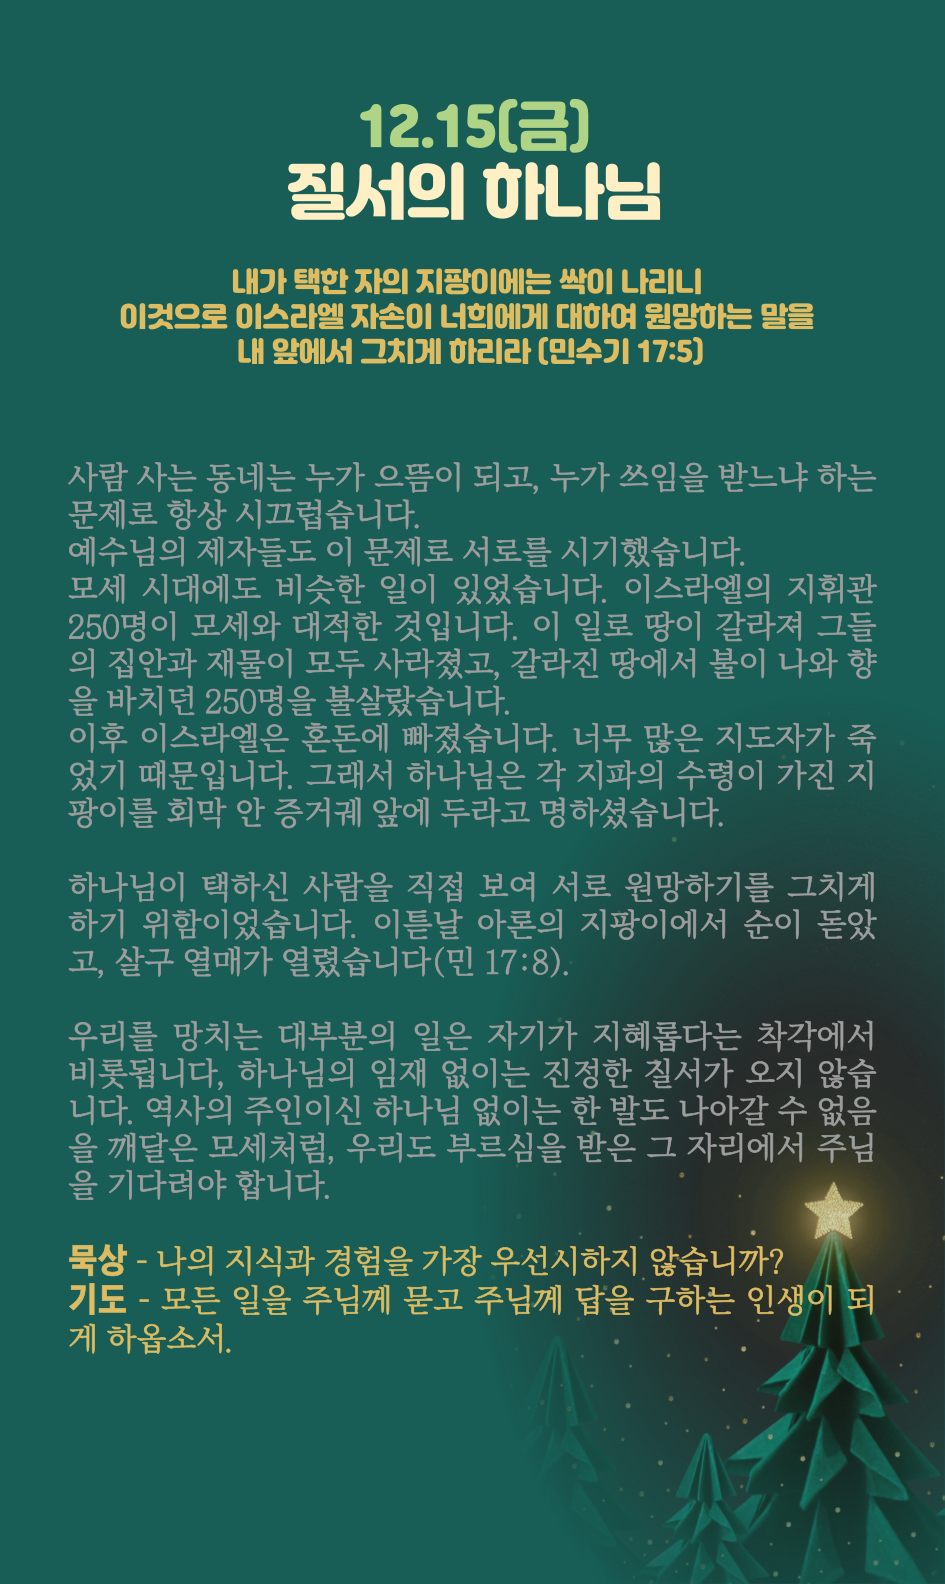 12.15(금)
질서의 하나님
내가 택한 자의 지팡이에는 싹이 나리니
이것으로 이스라엘 자손이 너희에게 대하여 원망하는 말을
내 앞에서 그치게 하리라 (민수기 17:5)
사람 사는 동네는 누가 으뜸이 되고, 누가 쓰임을 받느냐 하는
문제로 항상 시끄럽습니다.
예수님의 제자들도 이 문제로 서로를 시기했습니다.
모세 시대에도 비슷한 일이 있었습니다. 이스라엘의 지휘관
250명이 모세와 대적한 것입니다. 이 일로 땅이 갈라져 그들
의 집안과 재물이 모두 사라졌고, 갈라진 땅에서 불이 나와 향
을 바치던 250명을 불살랐습니다.
이후 이스라엘은 혼돈에 빠졌습니다. 너무 많은 지도자가 죽
었기 때문입니다. 그래서 하나님은 각 지파의 수령이 가진 지
팡이를 회막 안 증거궤 앞에 두라고 명하셨습니다.
하나님이 택하신 사람을 직접 보여 서로 원망하기를 그치게
하기 위함이었습니다. 이튿날 아론의 지팡이에서 순이 돋았
고, 살구 열매가 열렸습니다(민 17:8).
우리를 망치는 대부분의 일은 자기가 지혜롭다는 착각에서
비롯됩니다, 하나님의 임재 없이는 진정한 질서가 오지 않습
니다. 역사의 주인이신 하나님 없이는 한 발도 나아갈 수 없음
을 깨달은 모세처럼, 우리도 부르심을 받은 그 자리에서 주님
을 기다려야 합니다.
묵상 - 나의 지식과 경험을 가장 우선시하지 않습니까?
기도 - 모든 일을 주님께 묻고 주님께 답을 구하는 인생이 되
게 하옵소서.